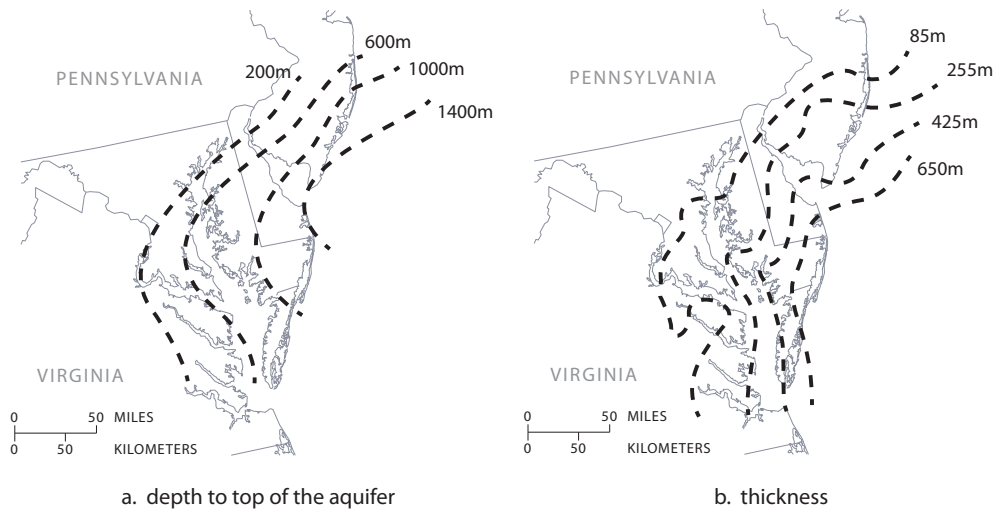 PENNSYLVANIA
200m
600m
1000m
1400m
VIRGINIA
0 50 MILES
0 50 KILOMETERS
a. depth to top of the aquifer
PENNSYLVANIA
85m
255m
425m
650m
VIRGINIA
0 50 MILES
0 50 KILOMETERS
b. thickness